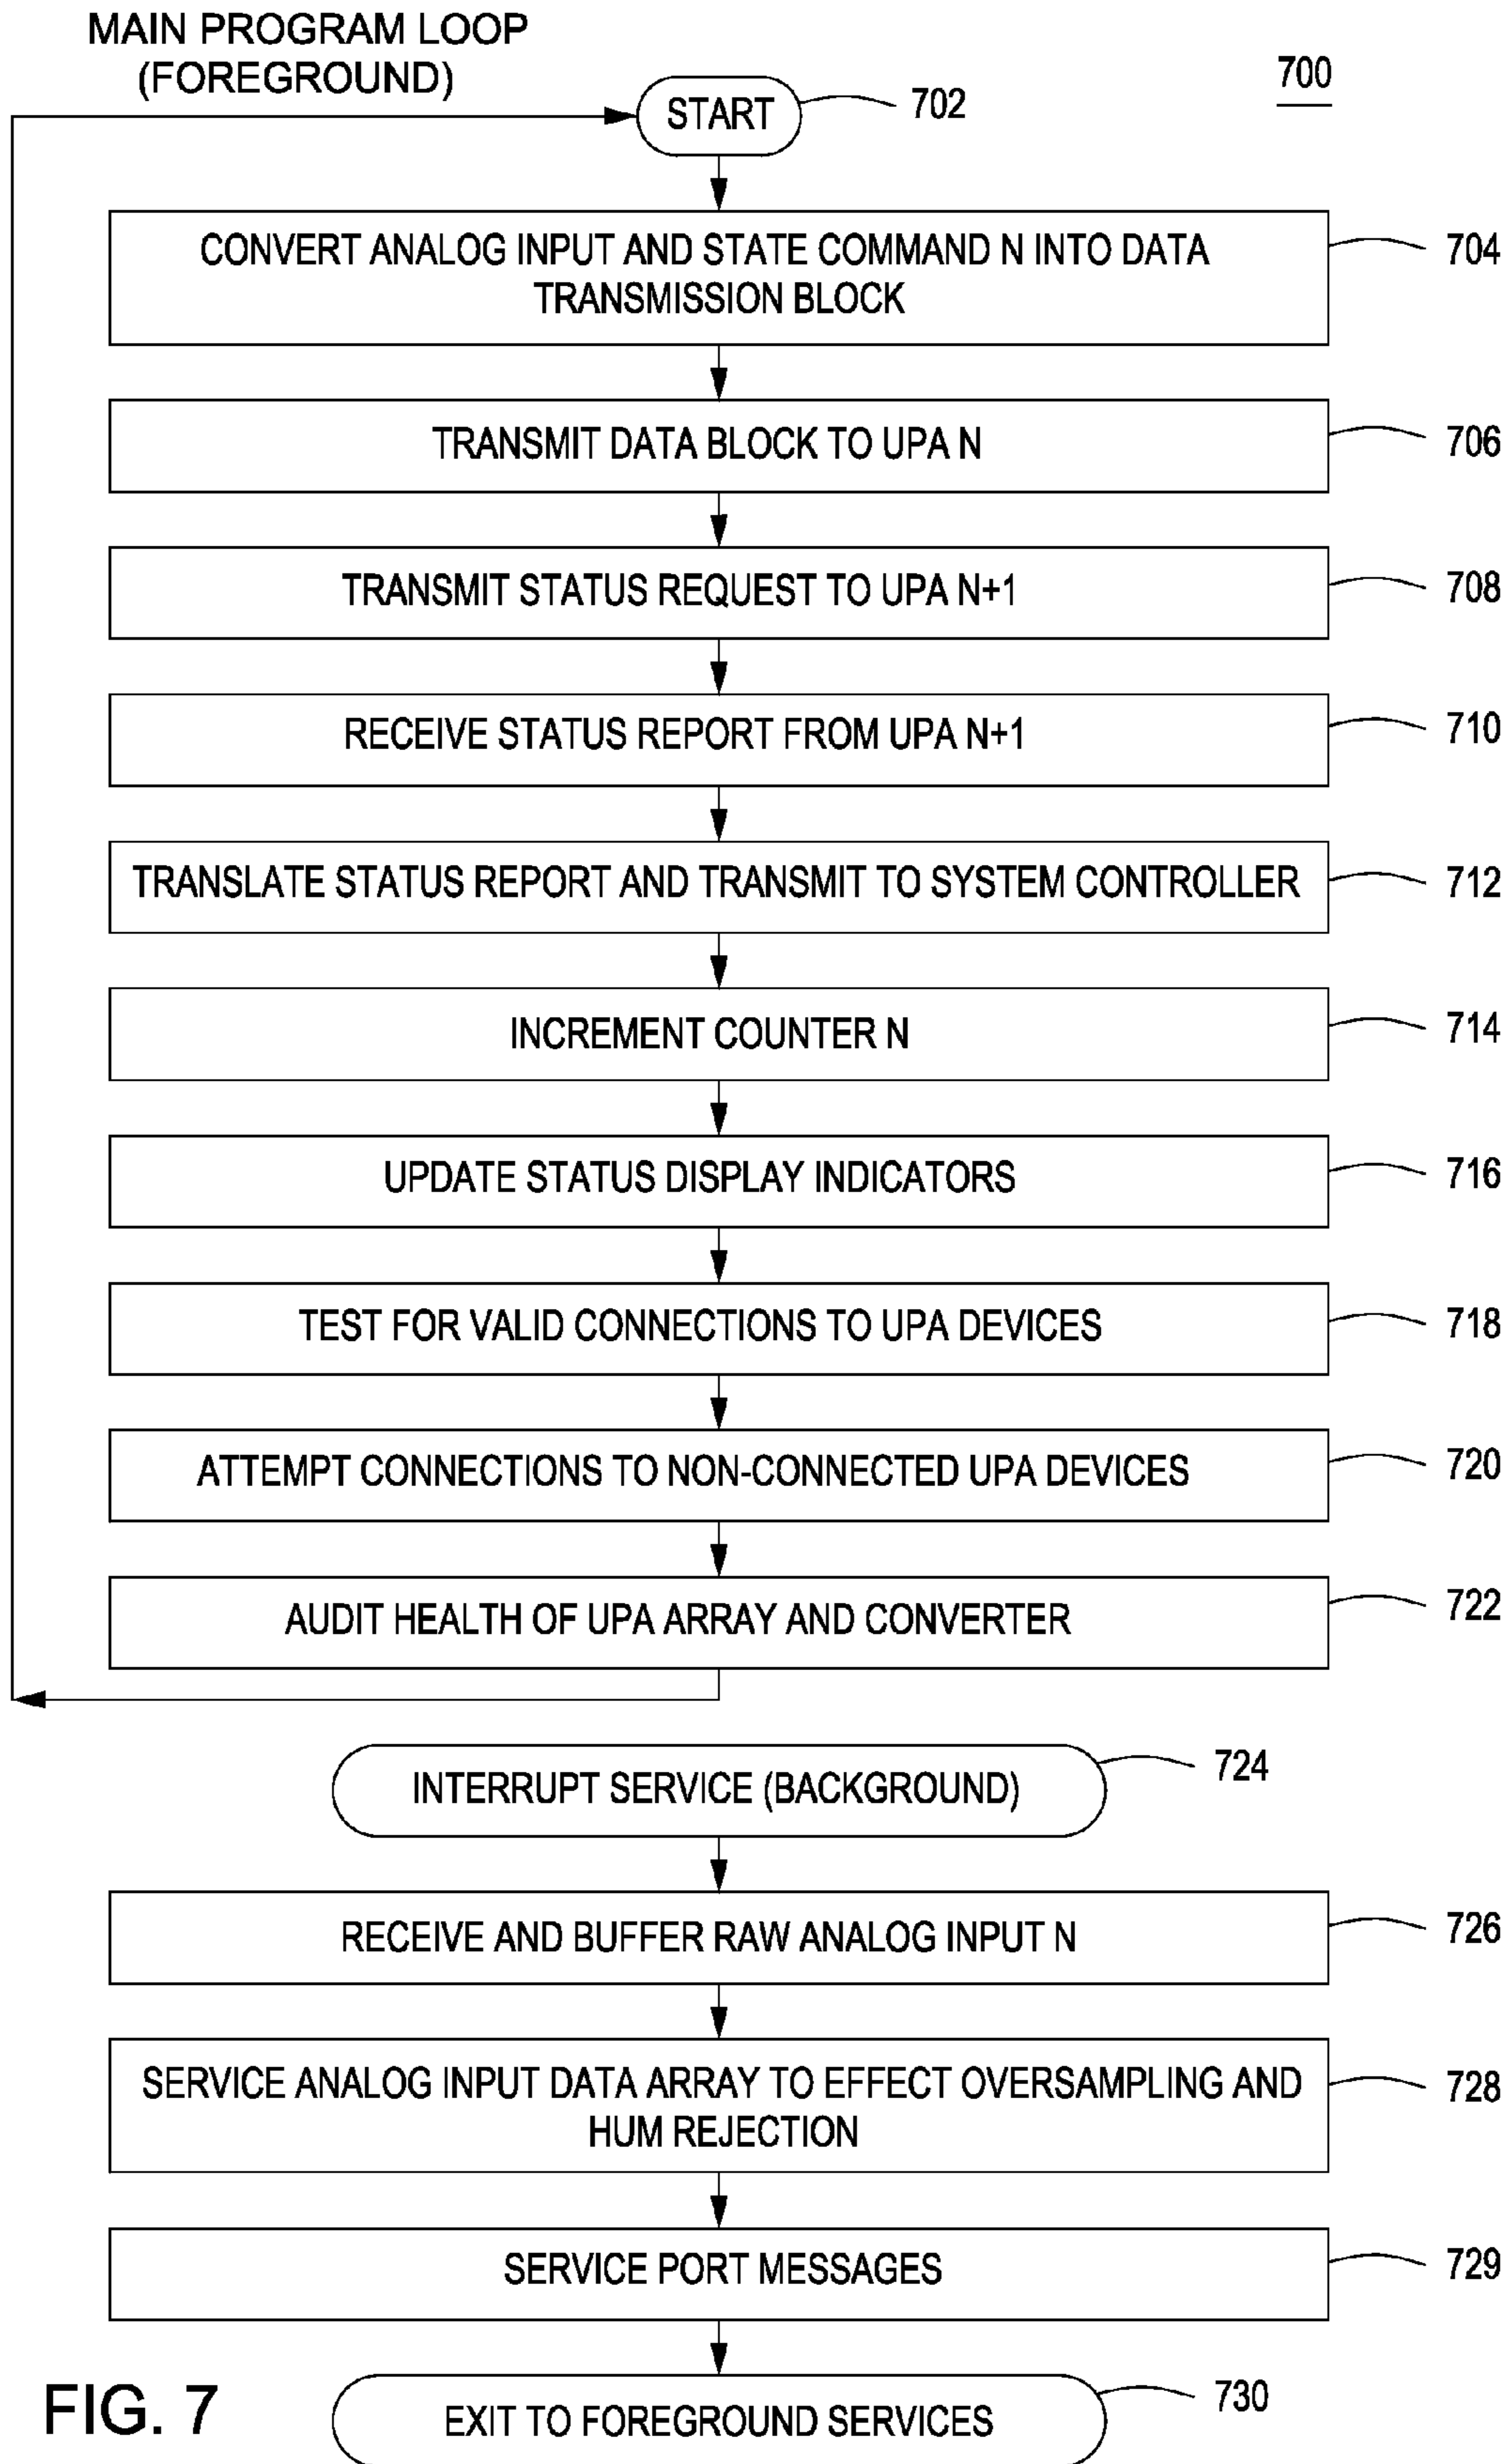 MAIN PROGRAM LOOP
(FOREGROUND)
700
START
702
CONVERT ANALOG INPUT AND STATE COMMAND N INTO DATA
TRANSMISSION BLOCK
704
TRANSMIT DATA BLOCK TO UPA N
706
TRANSMIT STATUS REQUEST TO UPA N+1
708
RECEIVE STATUS REPORT FROM UPA N+1
710
TRANSLATE STATUS REPORT AND TRANSMIT TO SYSTEM CONTROLLER
712
INCREMENT COUNTER N
714
UPDATE STATUS DISPLAY INDICATORS
716
TEST FOR VALID CONNECTIONS TO UPA DEVICES
718
ATTEMPT CONNECTIONS TO NON-CONNECTED UPA DEVICES
720
AUDIT HEALTH OF UPA ARRAY AND CONVERTER
722
INTERRUPT SERVICE (BACKGROUND)
724
RECEIVE AND BUFFER RAW ANALOG INPUT N
726
SERVICE ANALOG INPUT DATA ARRAY TO EFFECT OVERSAMPLING AND
HUM REJECTION
728
SERVICE PORT MESSAGES
729
EXIT TO FOREGROUND SERVICES
730
FIG. 7